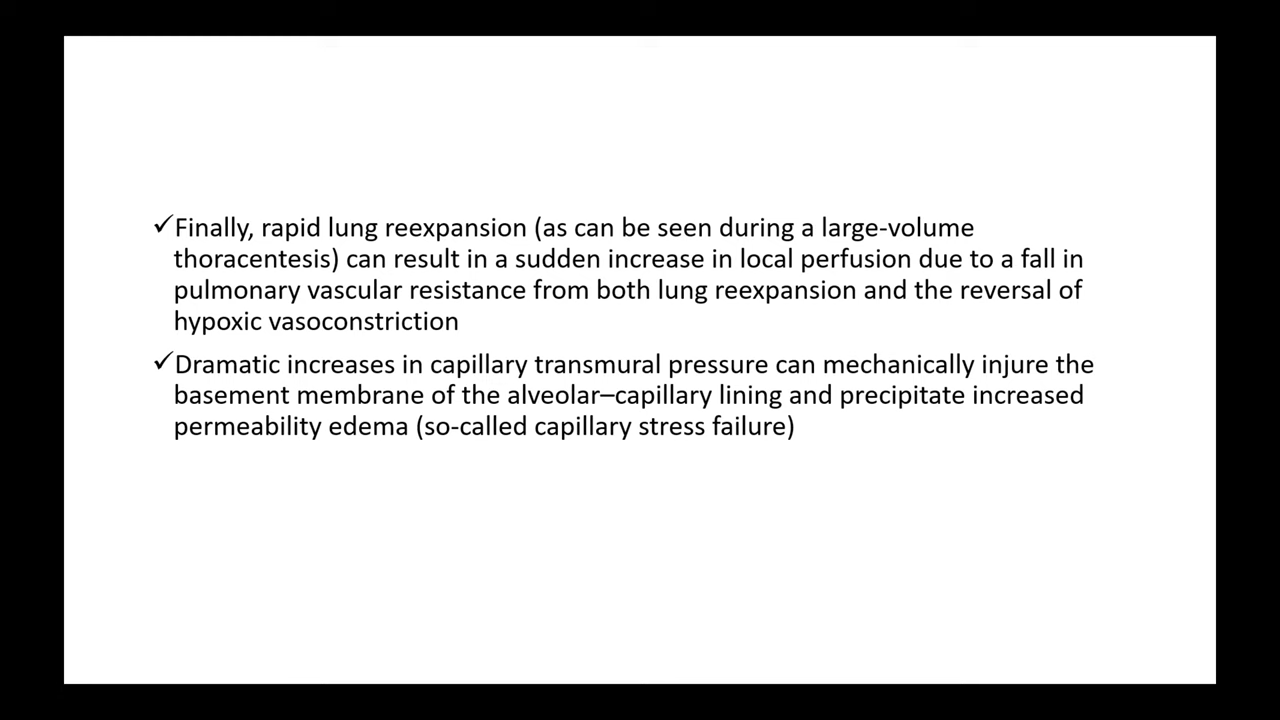 ✓Finally, rapid lung reexpansion (as can be seen during a large-volume
thoracentesis) can result in a sudden increase in local perfusion due to a fall in
pulmonary vascular resistance from both lung reexpansion and the reversal of
hypoxic vasoconstriction
✓Dramatic increases in capillary transmural pressure can mechanically injure the
basement membrane of the alveolar–capillary lining and precipitate increased
permeability edema (so-called capillary stress failure)